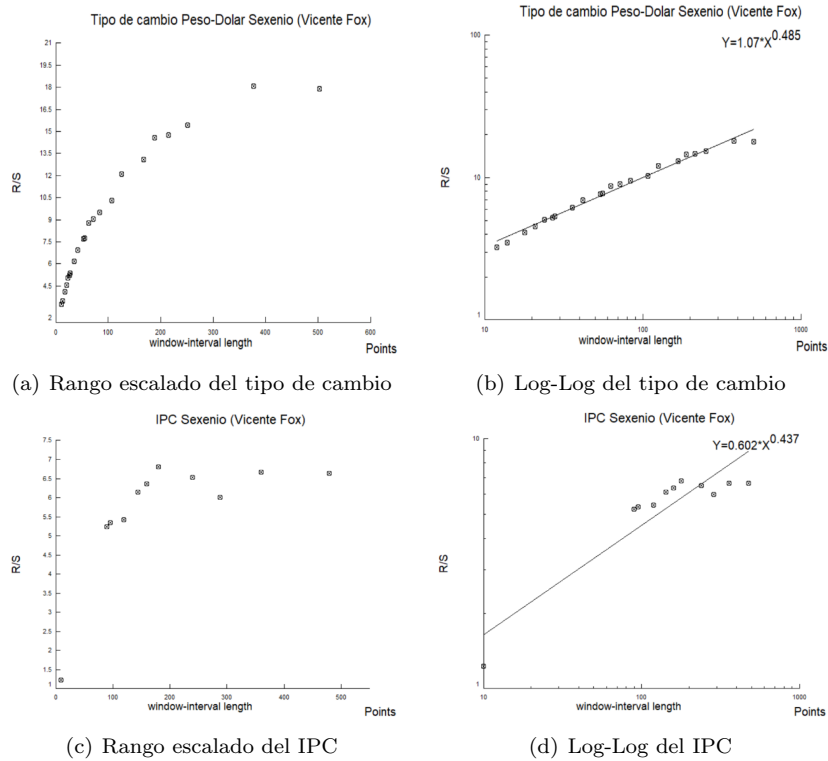 Tipo de cambio Peso-Dolar Sexenio (Vicente Fox)
21
19.5
18
16.5
15
13.5
12
10.5
9
7.5
6
4.5
2
R/S
0
100
200
300
400
500
600
window-interval length
Points
(a) Rango escalado del tipo de cambio
Tipo de cambio Peso-Dolar Sexenio (Vicente Fox)
Y=1.07*X^0.485
100
10
1
R/S
10
100
1000
window-interval length
Points
(b) Log-Log del tipo de cambio
IPC Sexenio (Vicente Fox)
7.5
7
6.5
6
5.5
5
4.5
4
3.5
3
2.5
2
1.5
1
R/S
0
100
200
300
400
500
window-interval length
Points
(c) Rango escalado del IPC
IPC Sexenio (Vicente Fox)
Y=0.602*X^0.437
10
1
R/S
10
100
1000
window-interval length
Points
(d) Log-Log del IPC